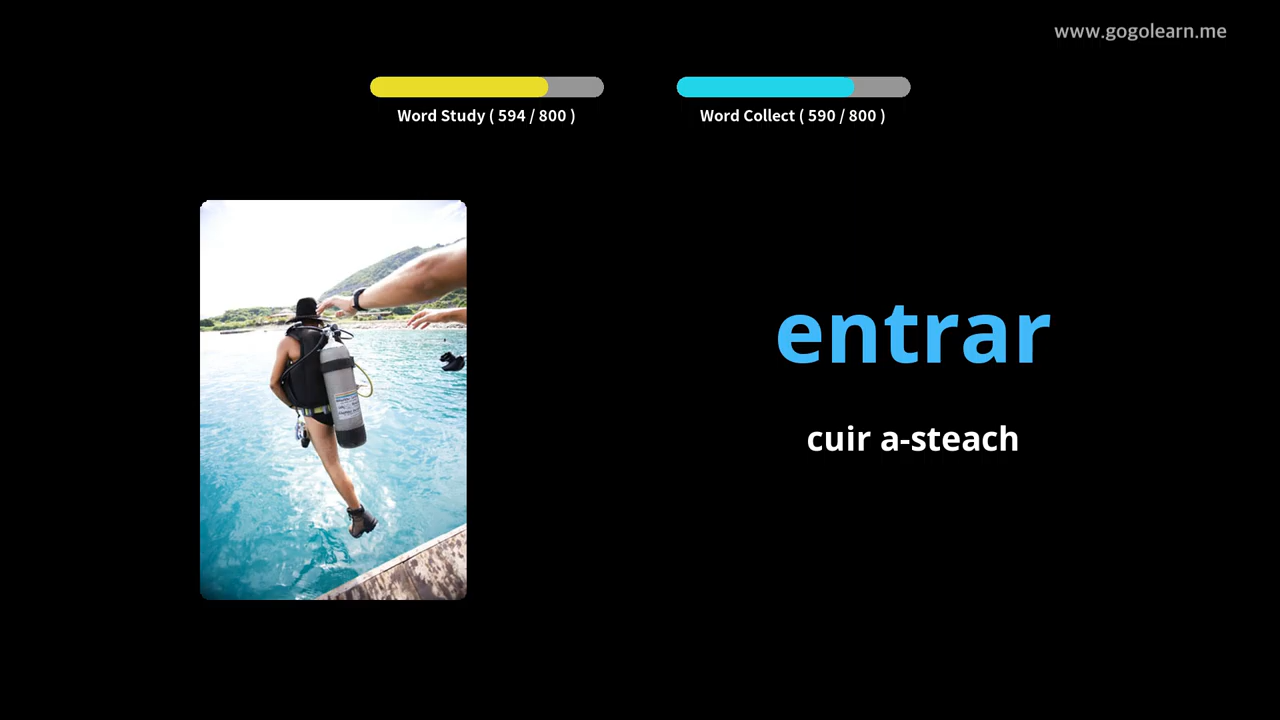 www.gogolearn.me
Word Study ( 594 / 800 )
Word Collect ( 590 / 800 )
entrar
cuir a-steach